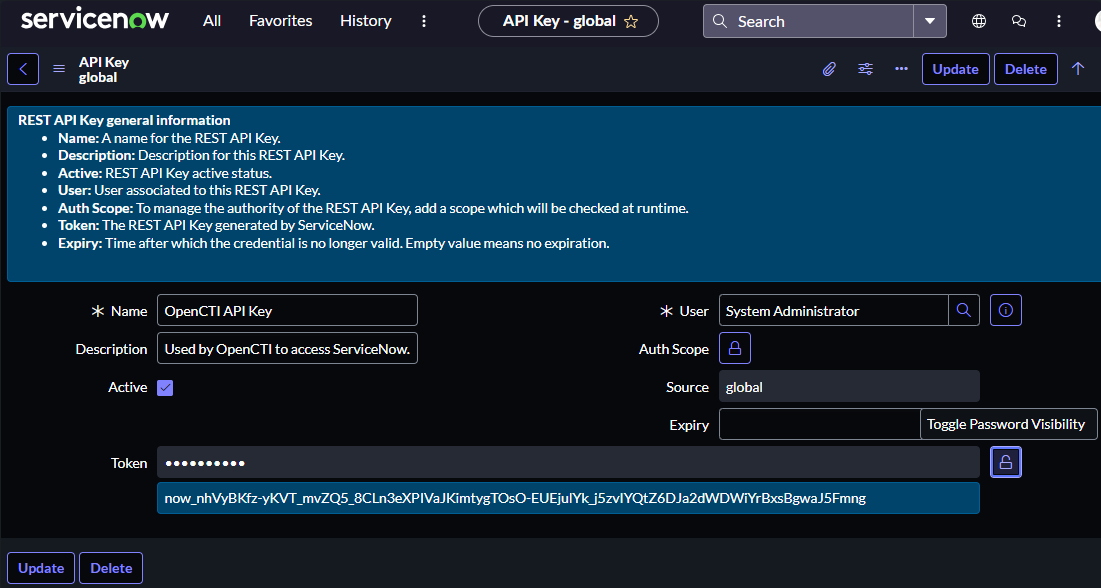 servicenow All Favorites History API Key - global Search
API Key
global
Update Delete
REST API Key general information
Name: A name for the REST API Key.
Description: Description for this REST API Key.
Active: REST API Key active status.
User: User associated to this REST API Key.
Auth Scope: To manage the authority of the REST API Key, add a scope which will be checked at runtime.
Token: The REST API Key generated by ServiceNow.
Expiry: Time after which the credential is no longer valid. Empty value means no expiration.
Name OpenCTI API Key
User System Administrator
Description Used by OpenCTI to access ServiceNow.
Auth Scope
Active
Source global
Expiry Toggle Password Visibility
Token ••••••••••
now_nhVyBKfz-yKVT_mvZQ5_8CLn3eXPIVaJKimtygTOsO-EUEjulYk_j5zvIYQtZ6DJa2dWDWiYrBxsBgwaJ5Fmng
Update Delete